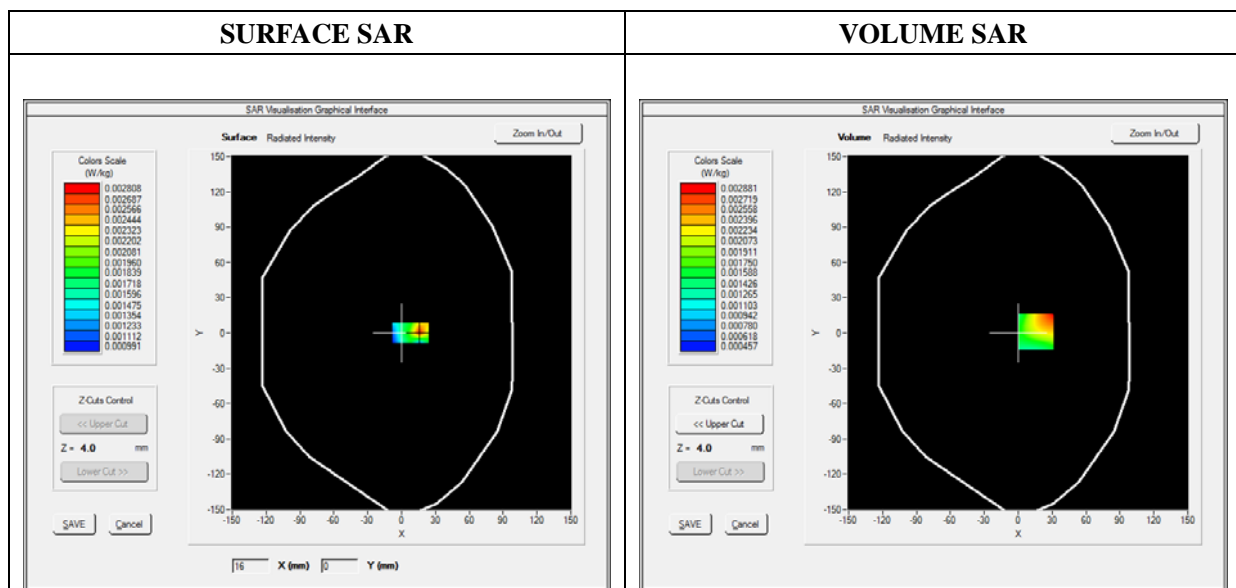 SURFACE SAR
VOLUME SAR
SAR Visualisation Graphical Interface
Surface Radiated Intensity
Zoom In/Out
Colors Scale
(W/kg)
0.002808
0.002687
0.002566
0.002444
0.002323
0.002202
0.002081
0.001960
0.001839
0.001718
0.001596
0.001475
0.001354
0.001233
0.001112
0.000991
Z-Cuts Control
<< Upper Cut
Z = 4.0 mm
Lower Cut >>
SAVE Cancel
150
120
90
60
30
Y 0
-30
-60
-90
-120
-150
-150 -120 -90 -60 -30 0 30 60 90 120 150
X
16 X (mm) 0 Y (mm)
SAR Visualisation Graphical Interface
Volume Radiated Intensity
Zoom In/Out
Colors Scale
(W/kg)
0.002881
0.002719
0.002558
0.002396
0.002234
0.002073
0.001911
0.001750
0.001588
0.001426
0.001265
0.001103
0.000942
0.000780
0.000618
0.000457
Z-Cuts Control
<< Upper Cut
Z = 4.0 mm
Lower Cut >>
SAVE Cancel
150
120
90
60
30
Y 0
-30
-60
-90
-120
-150
-150 -120 -90 -60 -30 0 30 60 90 120 150
X